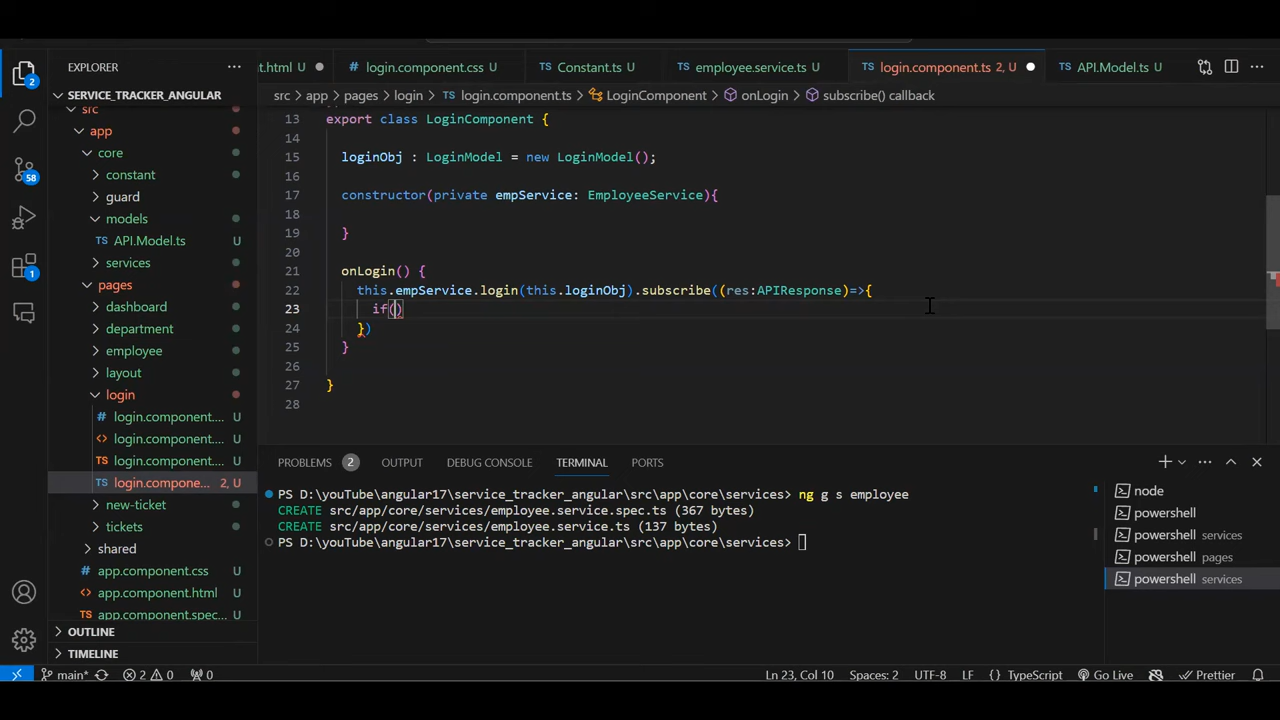 EXPLORER
SERVICE_TRACKER_ANGULAR
src
app
core
constant
guard
models
TS API.Model.ts U
services
pages
dashboard
department
employee
layout
login
# login.component.... U
<> login.component.... U
TS login.component.... U
TS login.compone... 2, U
new-ticket
tickets
shared
# app.component.css U
<> app.component.html U
TS app.component.spec... U
OUTLINE
TIMELINE
2
58
1
t.html
# login.component.css U
TS Constant.ts U
TS employee.service.ts U
TS login.component.ts 2, U
TS API.Model.ts U
src > app > pages > login > TS login.component.ts > LoginComponent > onLogin > subscribe() callback
13 export class LoginComponent {
14
15 loginObj : LoginModel = new LoginModel();
16
17 constructor(private empService: EmployeeService){
18
19 }
20
21 onLogin() {
22 this.empService.login(this.loginObj).subscribe((res:APIResponse)=>{
23 if()
24 })
25 }
26
27 }
28
PROBLEMS 2 OUTPUT DEBUG CONSOLE TERMINAL PORTS
PS D:\youTube\angular17\service_tracker_angular\src\app\core\services> ng g s employee
CREATE src/app/core/services/employee.service.spec.ts (367 bytes)
CREATE src/app/core/services/employee.service.ts (137 bytes)
PS D:\youTube\angular17\service_tracker_angular\src\app\core\services>
node
powershell
powershell services
powershell pages
powershell services
main* 2 0 0 Ln 23, Col 10 Spaces: 2 UTF-8 LF {} TypeScript Go Live Prettier